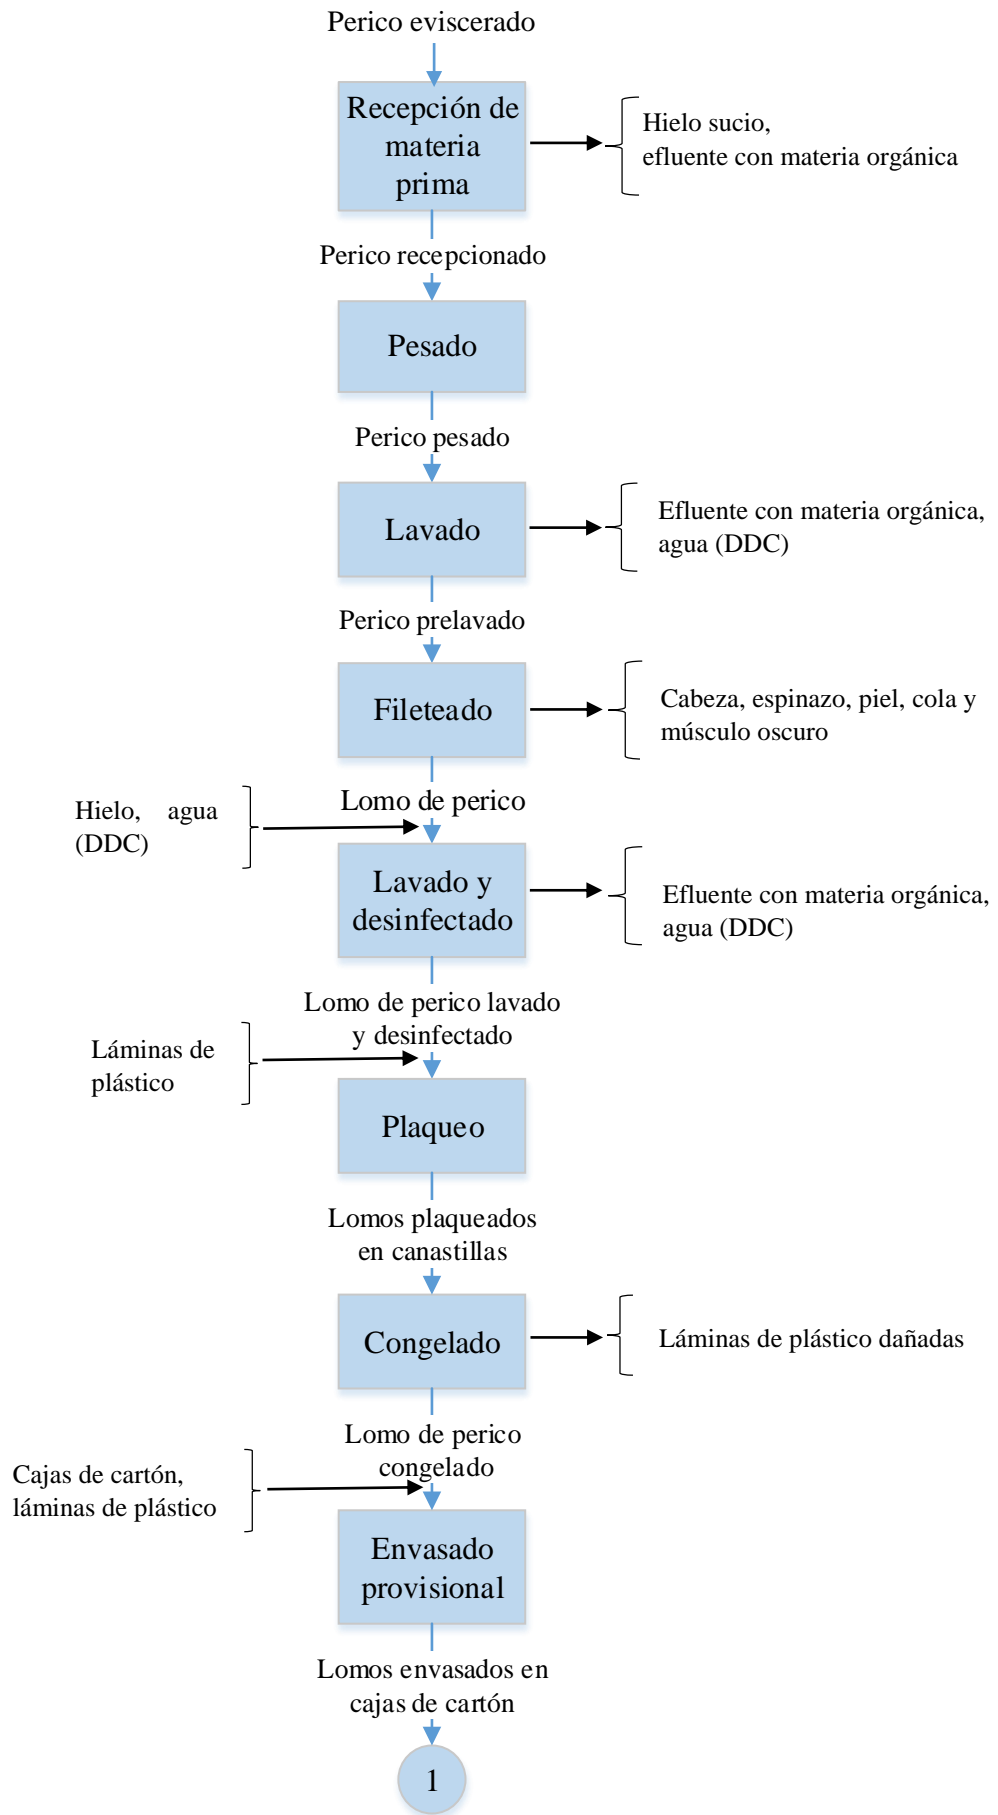 Perico eviscerado
Recepción de
materia
prima
Hielo sucio,
efluente con materia orgánica
Perico recepcionado
Pesado
Perico pesado
Lavado
Efluente con materia orgánica,
agua (DDC)
Perico prelavado
Fileteado
Cabeza, espinazo, piel, cola y
músculo oscuro
Lomo de perico
Hielo, agua
(DDC)
Lavado y
desinfectado
Efluente con materia orgánica,
agua (DDC)
Lomo de perico lavado
y desinfectado
Láminas de
plástico
Plaqueo
Lomos plaqueados
en canastillas
Congelado
Láminas de plástico dañadas
Lomo de perico
congelado
Cajas de cartón,
láminas de plástico
Envasado
provisional
Lomos envasados en
cajas de cartón
1